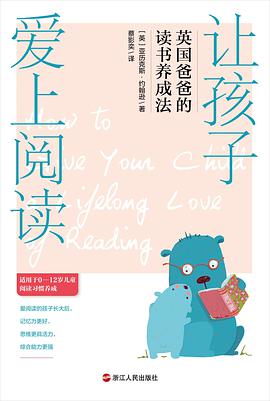 让孩子
爱上阅读
英国爸爸的
读书养成法
[英] 亚历克斯·约翰逊 / 著
译
How to
Give Your Child
A Lifelong Love
of Reading
适用于0—12岁儿童
阅读习惯养成
爱阅读的孩子长大后，
记忆力更好，
思维更具活力，
综合能力更强
浙江人民出版社